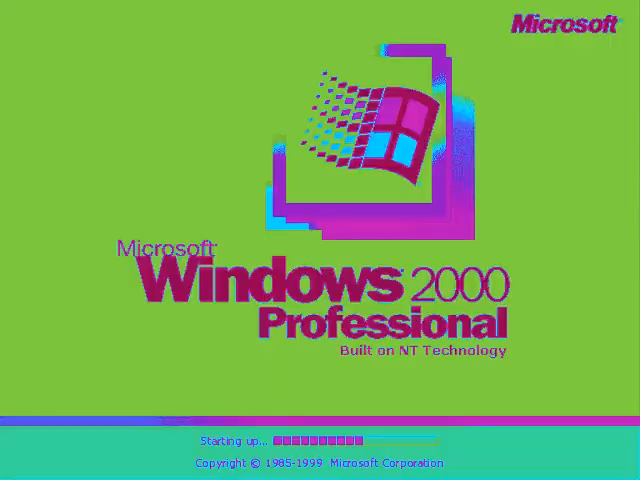 Microsoft
Microsoft
Windows 2000
Professional
Built on NT Technology
Starting up...
Copyright © 1985-1999 Microsoft Corporation